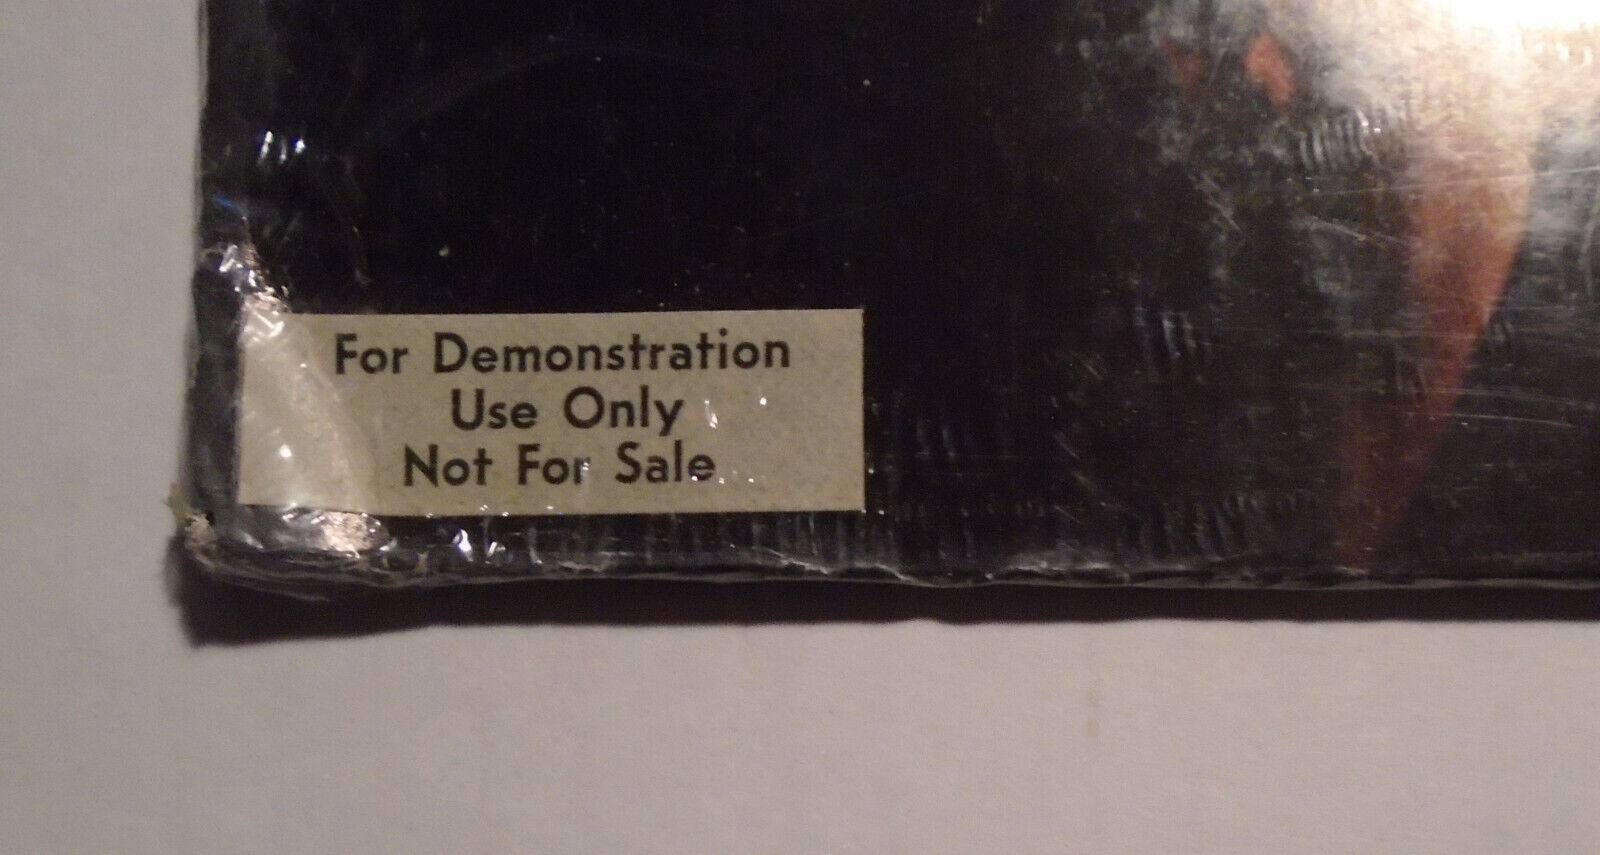 For Demonstration
Use Only
Not For Sale